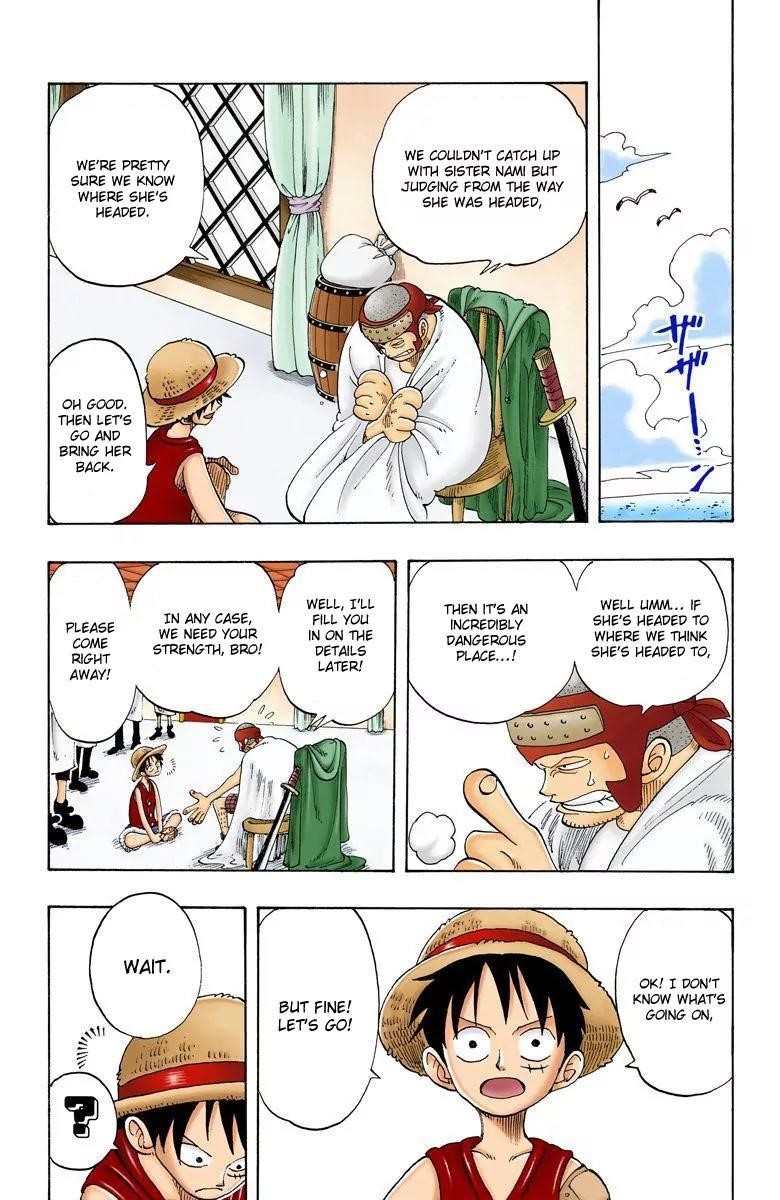 ザザー…ン
WE COULDN'T CATCH UP
WITH SISTER NAMI BUT
JUDGING FROM THE WAY
SHE WAS HEADED,
WE'RE PRETTY
SURE WE KNOW
WHERE SHE'S
HEADED.
OH GOOD.
THEN LET'S
GO AND
BRING HER
BACK.
WELL UMM... IF
SHE'S HEADED TO
WHERE WE THINK
SHE'S HEADED TO,
THEN IT'S AN
INCREDIBLY
DANGEROUS
PLACE...!
WELL, I'LL
FILL YOU
IN ON THE
DETAILS
LATER!
IN ANY CASE,
WE NEED YOUR
STRENGTH, BRO!
PLEASE
COME
RIGHT
AWAY!
OK! I DON'T
KNOW WHAT'S
GOING ON,
BUT FINE!
LET'S GO!
WAIT.
?